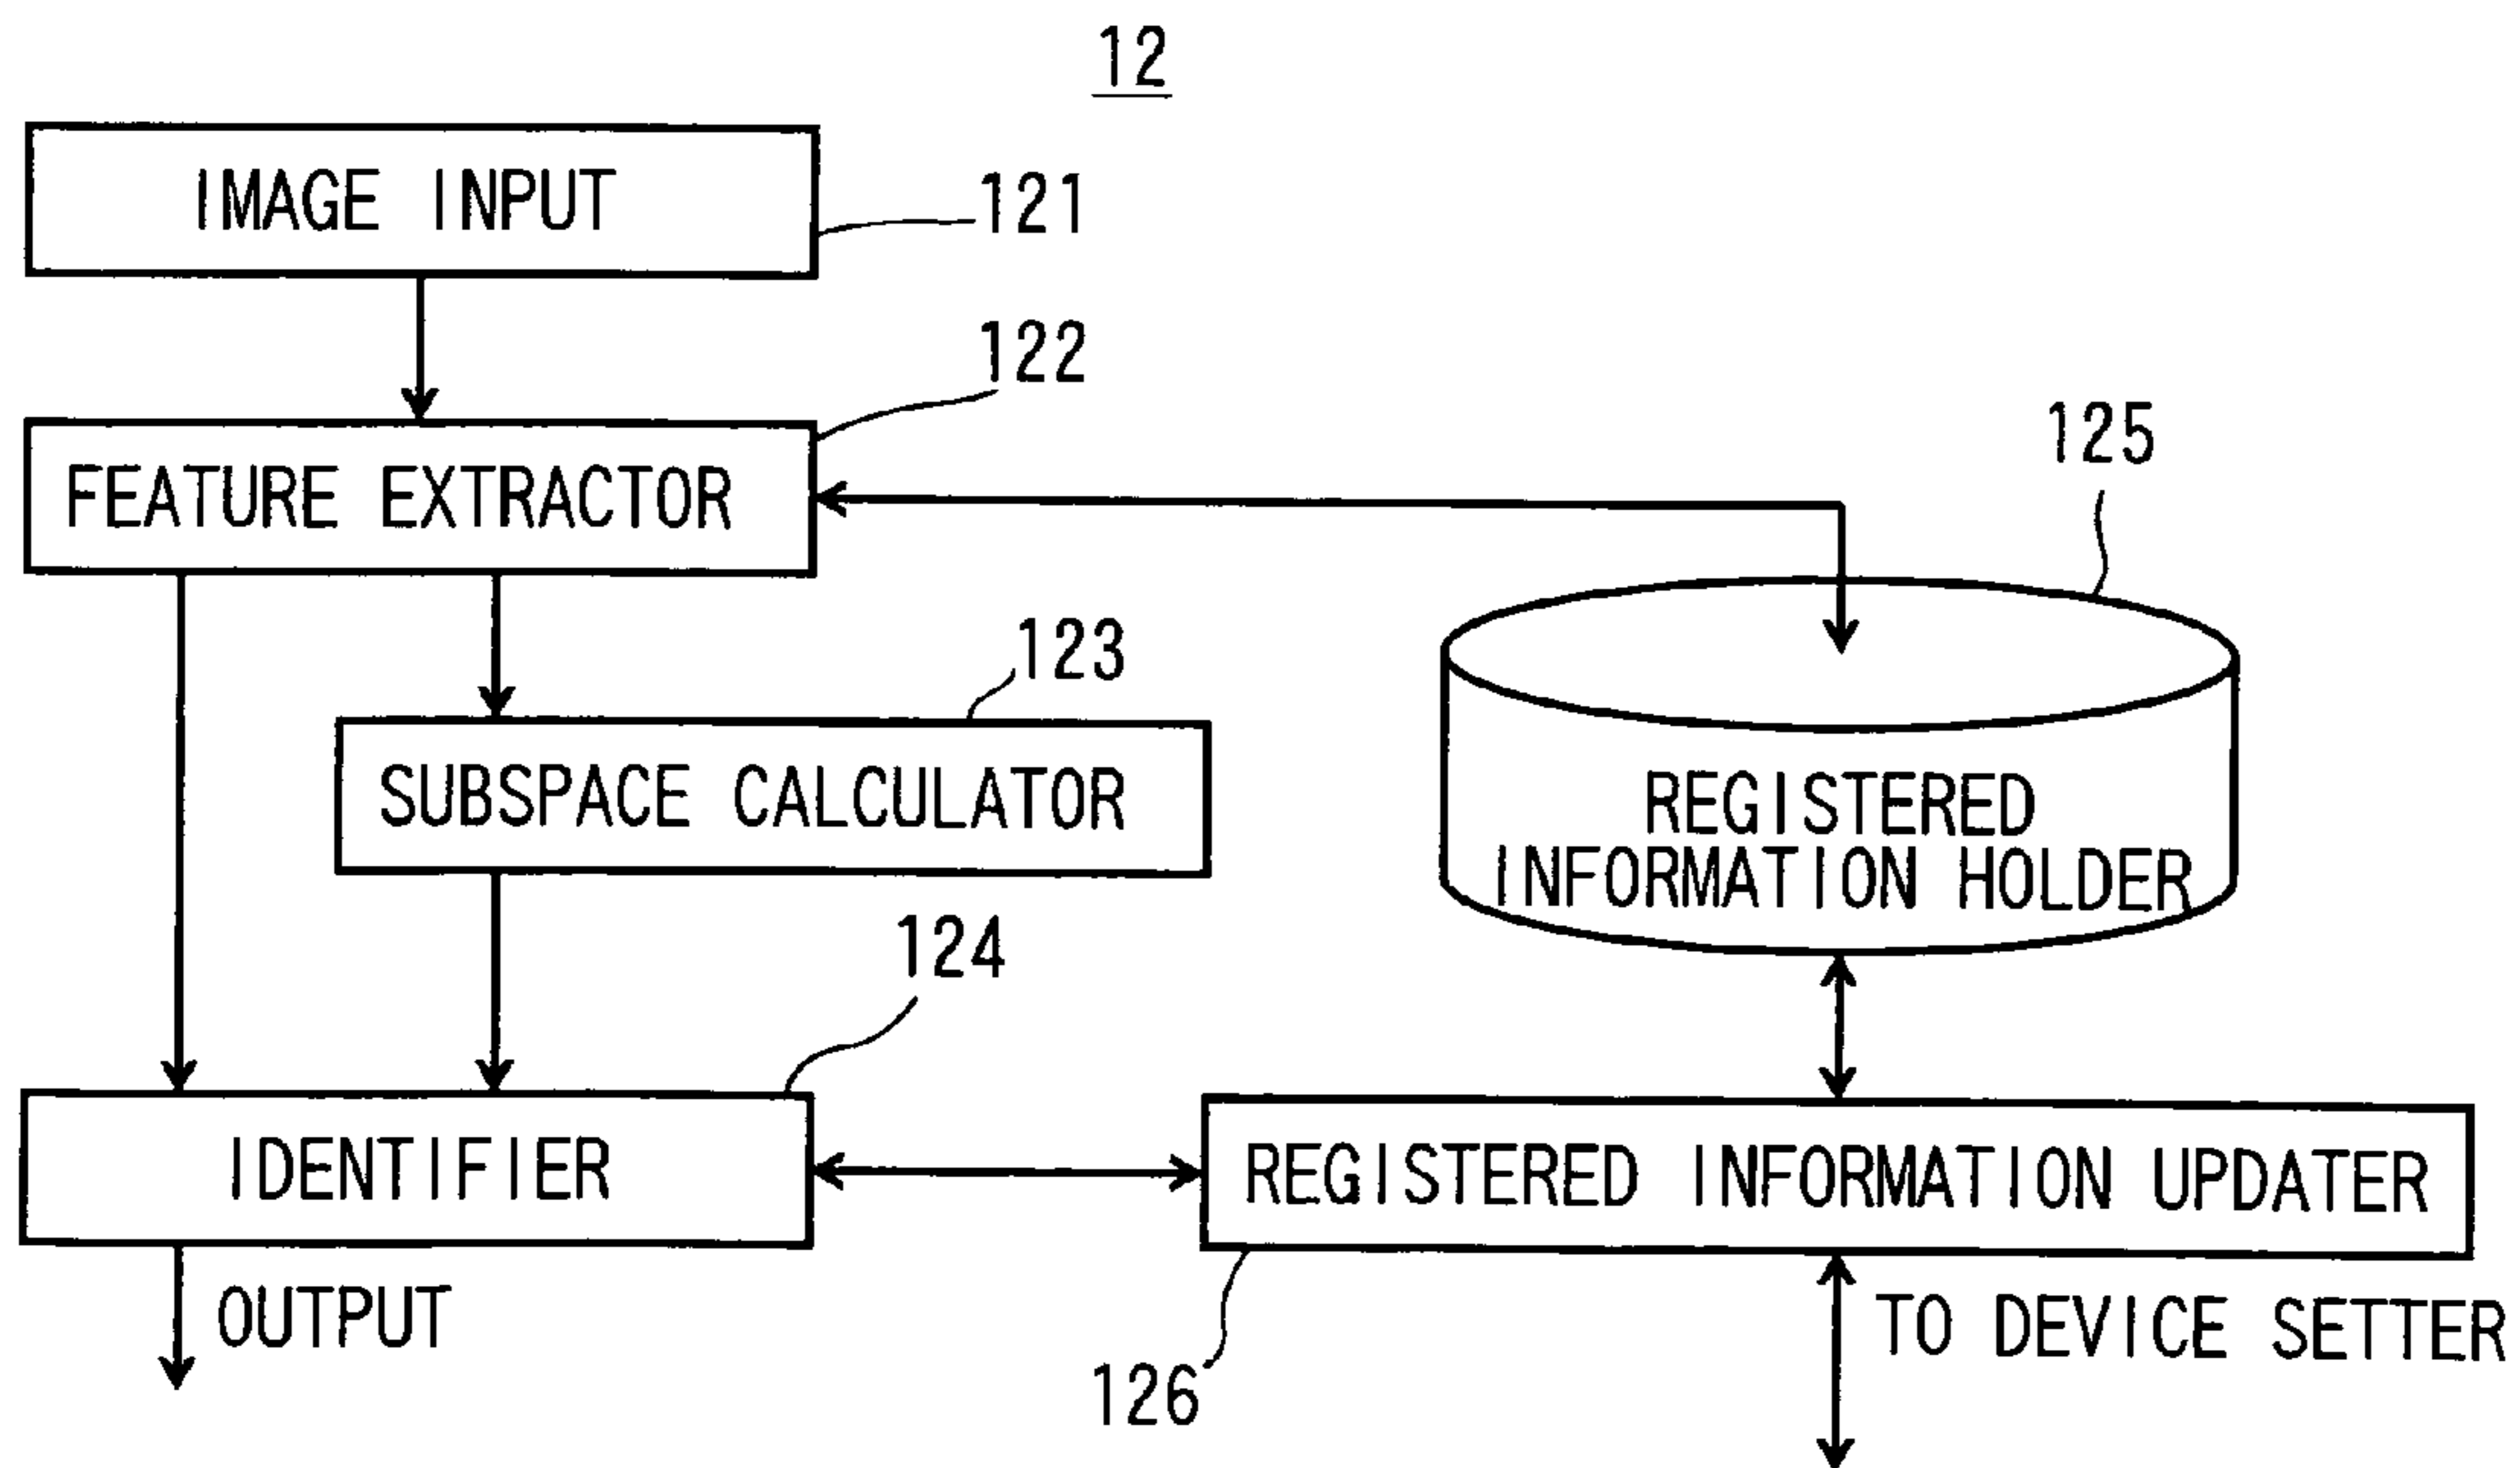 12
IMAGE INPUT
121
122
FEATURE EXTRACTOR
125
123
SUBSPACE CALCULATOR
REGISTERED
INFORMATION HOLDER
124
IDENTIFIER
REGISTERED INFORMATION UPDATER
OUTPUT
TO DEVICE SETTER
126